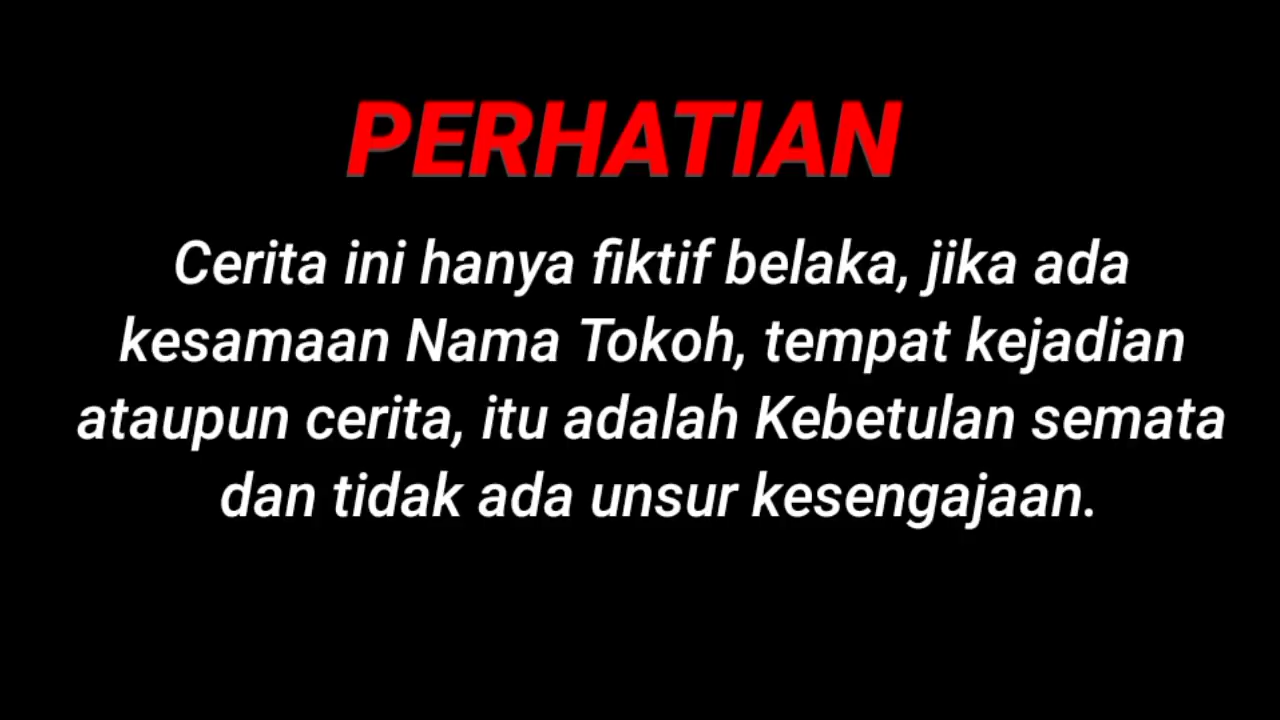 PERHATIAN
Cerita ini hanya fiktif belaka, jika ada
kesamaan Nama Tokoh, tempat kejadian
ataupun cerita, itu adalah Kebetulan semata
dan tidak ada unsur kesengajaan.